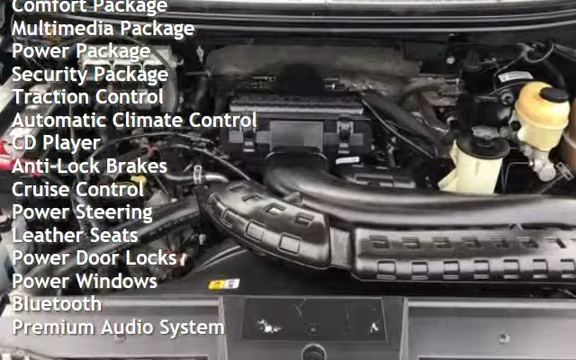 Comfort Package
Multimedia Package
Power Package
Security Package
Traction Control
Automatic Climate Control
CD Player
Anti-Lock Brakes
Cruise Control
Power Steering
Leather Seats
Power Door Locks
Power Windows
Bluetooth
Premium Audio System